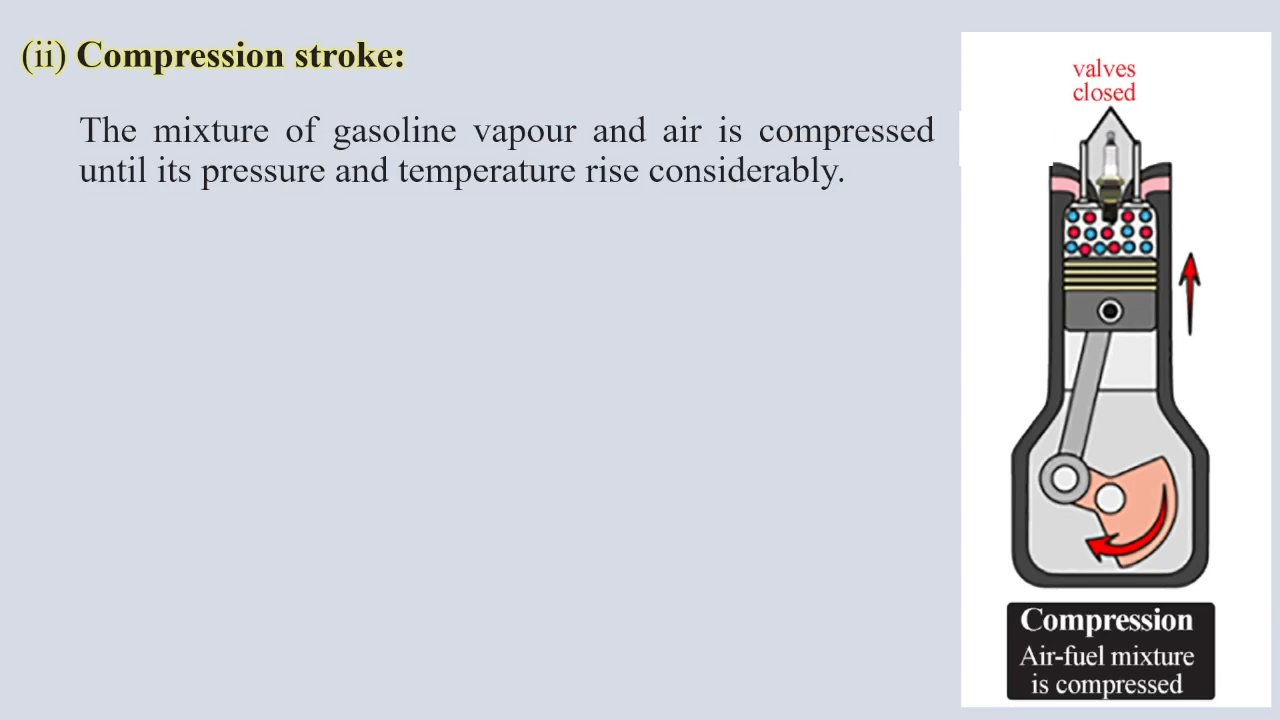 (ii) Compression stroke:
The mixture of gasoline vapour and air is compressed
until its pressure and temperature rise considerably.
valves
closed
Compression
Air-fuel mixture
is compressed